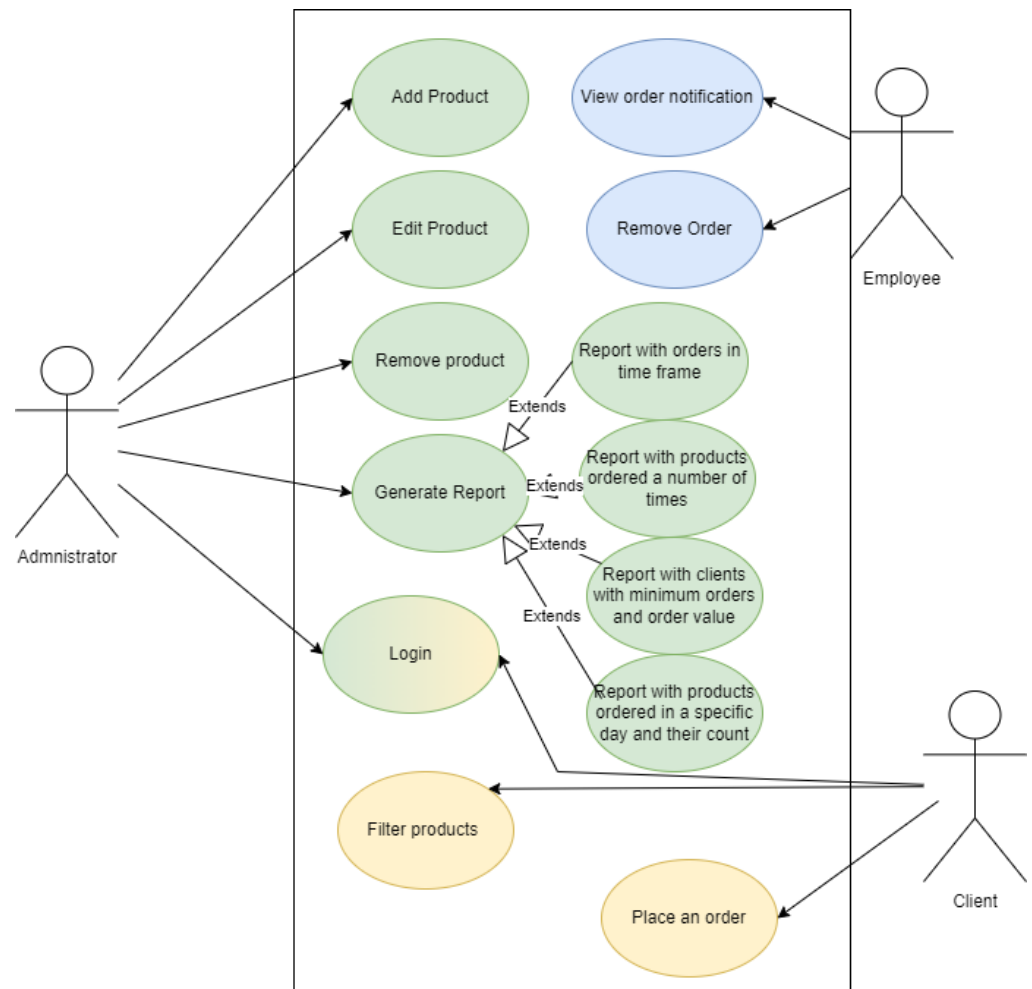 Add Product
View order notification
Edit Product
Remove Order
Employee
Remove product
Report with orders in
time frame
Extends
Generate Report
Extends
Report with products
ordered a number of
times
Admnistrator
Extends
Report with clients
with minimum orders
and order value
Extends
Login
Report with products
ordered in a specific
day and their count
Filter products
Client
Place an order